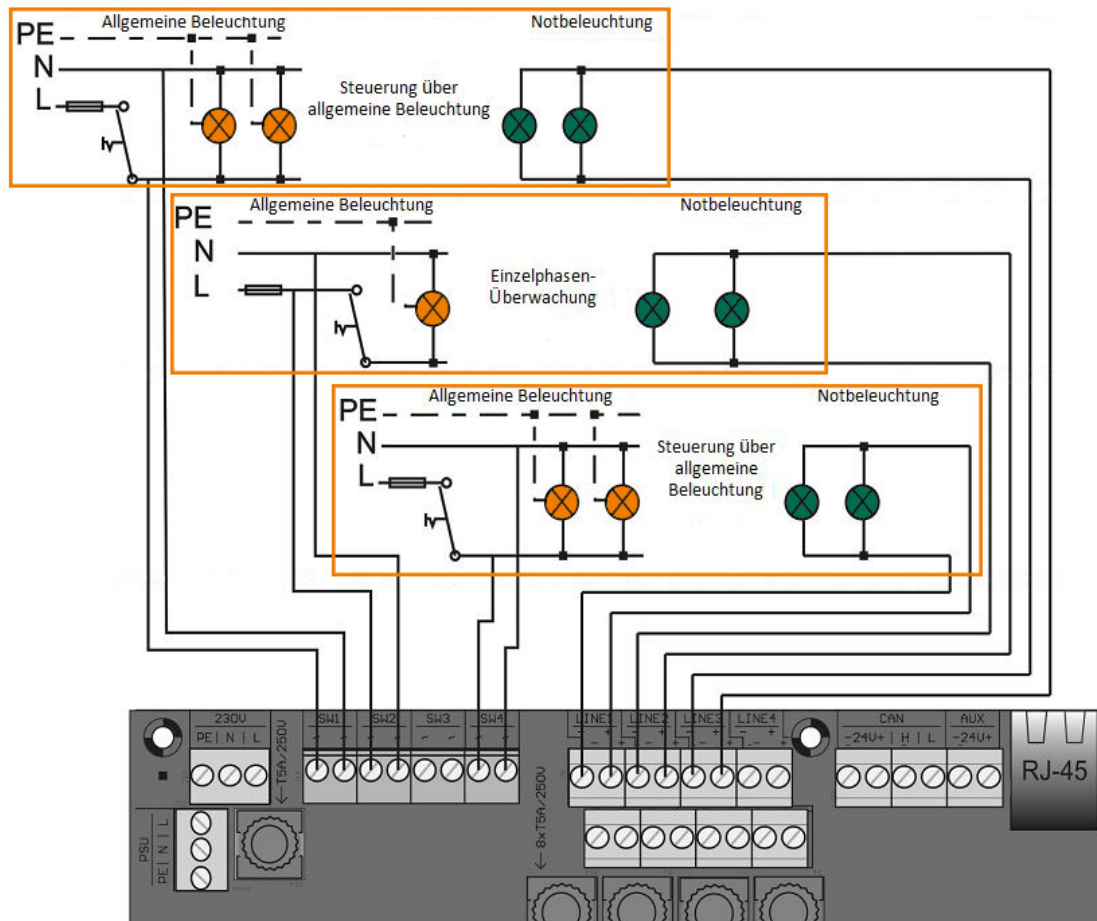 Allgemeine Beleuchtung
Notbeleuchtung
PE
N
L
Steuerung über
allgemeine Beleuchtung
Allgemeine Beleuchtung
Notbeleuchtung
PE
N
L
Einzelphasen-
Überwachung
Allgemeine Beleuchtung
Notbeleuchtung
PE
N
L
Steuerung über
allgemeine
Beleuchtung
230V
PE| N | L
T5A/250V
SW1 SW2 SW3 SW4
LINE1 LINE2 LINE3 LINE4
- + - + - + - +
- + - + - + - +
CAN
-24V+ | H | L
AUX
-24V+
RJ-45
PSU
PE| N | L
8xT5A/250V